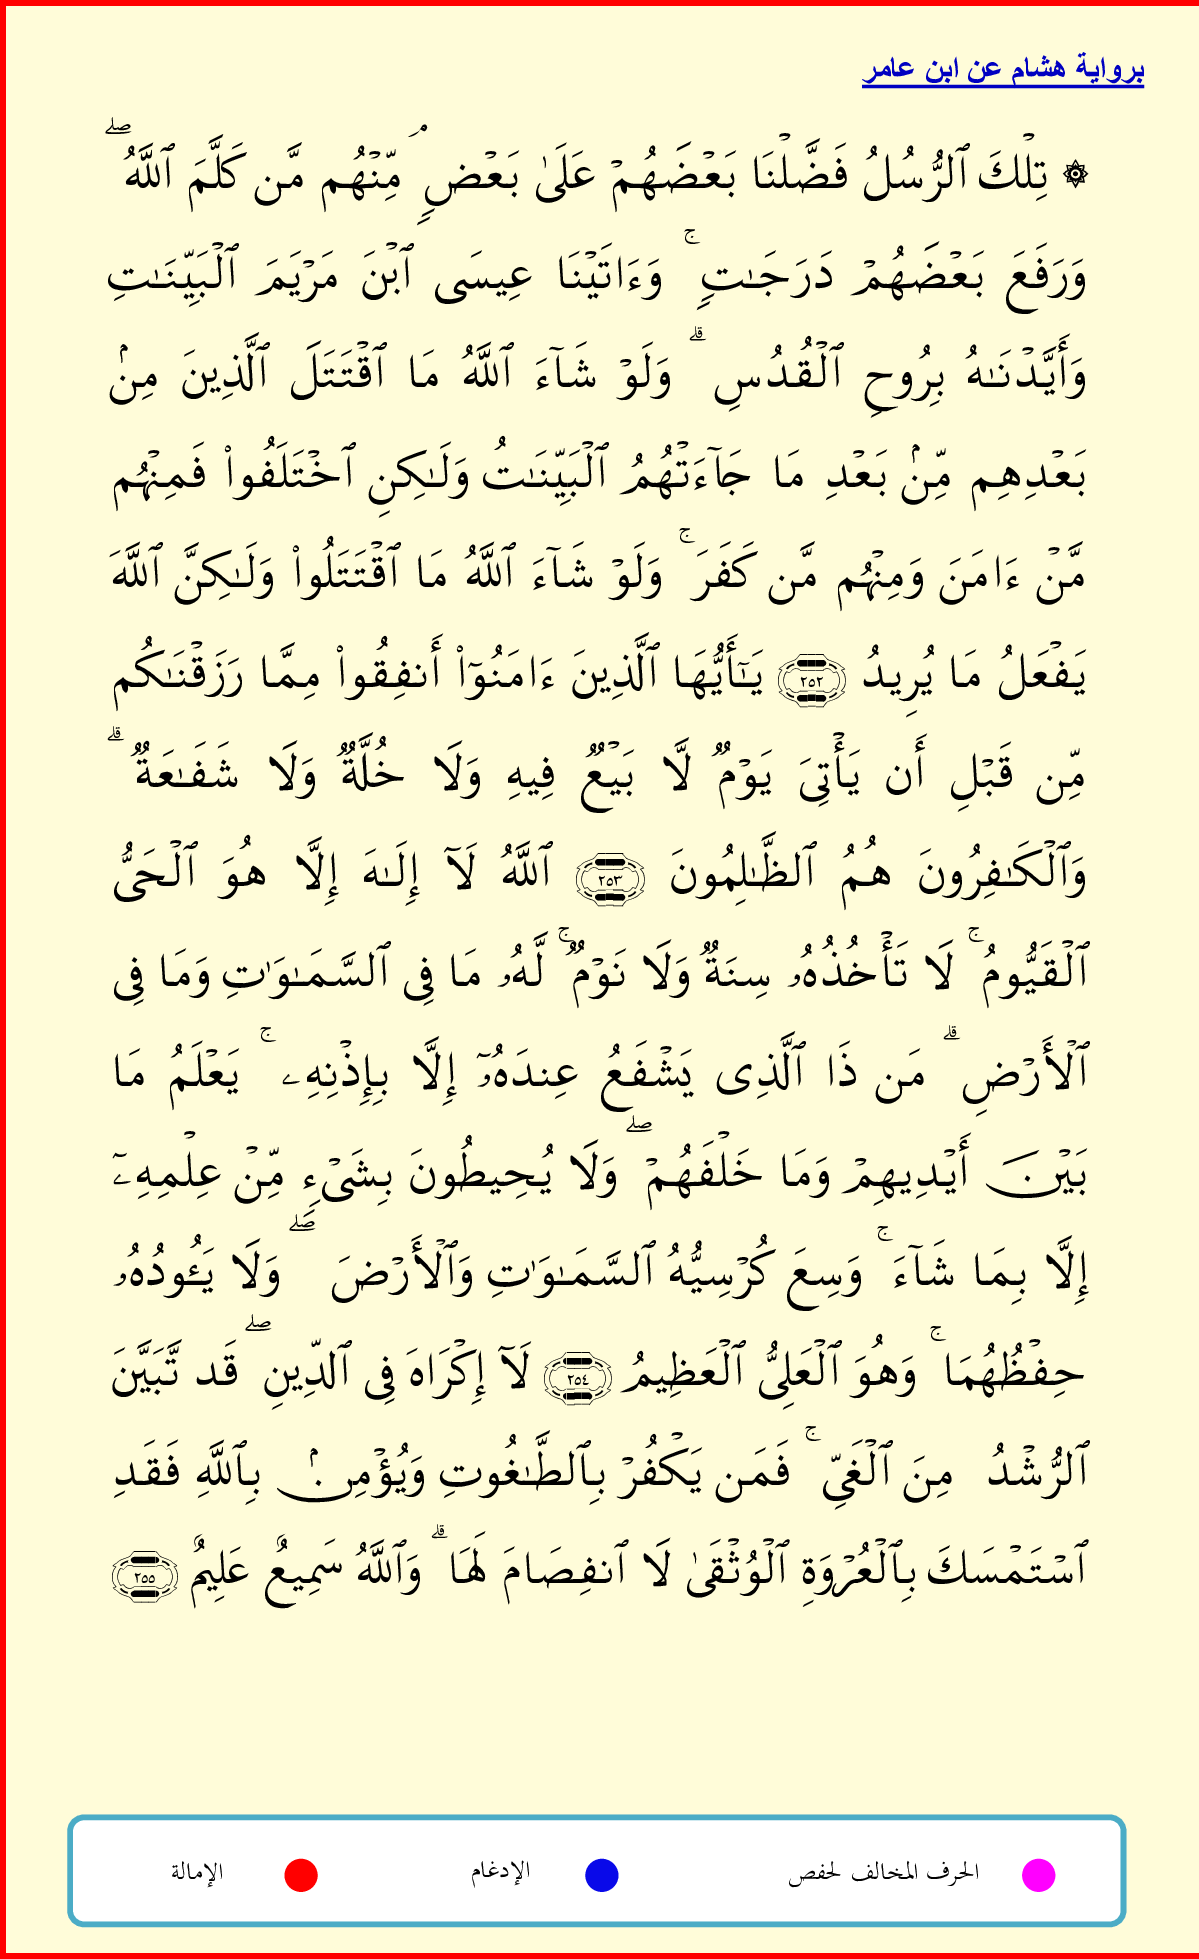 برواية هشام عن ابن عامر
۞ تِلۡكَ ٱلرُّسُلُ فَضَّلۡنَا بَعۡضَهُمۡ عَلَىٰ بَعۡضٖۘ مِّنۡهُم مَّن كَلَّمَ ٱللَّهُۖ
وَرَفَعَ بَعۡضَهُمۡ دَرَجَٰتٖۚ وَءَاتَيۡنَا عِيسَى ٱبۡنَ مَرۡيَمَ ٱلۡبَيِّنَٰتِ
وَأَيَّدۡنَٰهُ بِرُوحِ ٱلۡقُدُسِۗ وَلَوۡ شَآءَ ٱللَّهُ مَا ٱقۡتَتَلَ ٱلَّذِينَ مِنۢ
بَعۡدِهِم مِّنۢ بَعۡدِ مَا جَآءَتۡهُمُ ٱلۡبَيِّنَٰتُ وَلَٰكِنِ ٱخۡتَلَفُواْ فَمِنۡهُم
مَّنۡ ءَامَنَ وَمِنۡهُم مَّن كَفَرَۚ وَلَوۡ شَآءَ ٱللَّهُ مَا ٱقۡتَتَلُواْ وَلَٰكِنَّ ٱللَّهَ
يَفۡعَلُ مَا يُرِيدُ ٢٥٢ يَٰٓأَيُّهَا ٱلَّذِينَ ءَامَنُوٓاْ أَنفِقُواْ مِمَّا رَزَقۡنَٰكُم
مِّن قَبۡلِ أَن يَأۡتِيَ يَوۡمٞ لَّا بَيۡعٞ فِيهِ وَلَا خُلَّةٞ وَلَا شَفَٰعَةٞۗ
وَٱلۡكَٰفِرُونَ هُمُ ٱلظَّٰلِمُونَ ٢٥٣ ٱللَّهُ لَآ إِلَٰهَ إِلَّا هُوَ ٱلۡحَيُّ
ٱلۡقَيُّومُۚ لَا تَأۡخُذُهُۥ سِنَةٞ وَلَا نَوۡمٞۚ لَّهُۥ مَا فِي ٱلسَّمَٰوَٰتِ وَمَا فِي
ٱلۡأَرۡضِۗ مَن ذَا ٱلَّذِي يَشۡفَعُ عِندَهُۥٓ إِلَّا بِإِذۡنِهِۦۚ يَعۡلَمُ مَا
بَيۡنَ أَيۡدِيهِمۡ وَمَا خَلۡفَهُمۡۖ وَلَا يُحِيطُونَ بِشَيۡءٖ مِّنۡ عِلۡمِهِۦٓ
إِلَّا بِمَا شَآءَۚ وَسِعَ كُرۡسِيُّهُ ٱلسَّمَٰوَٰتِ وَٱلۡأَرۡضَۖ وَلَا يَـُٔودُهُۥ
حِفۡظُهُمَاۚ وَهُوَ ٱلۡعَلِيُّ ٱلۡعَظِيمُ ٢٥٤ لَآ إِكۡرَاهَ فِي ٱلدِّينِۖ قَد تَّبَيَّنَ
ٱلرُّشۡدُ مِنَ ٱلۡغَيِّۚ فَمَن يَكۡفُرۡ بِٱلطَّٰغُوتِ وَيُؤۡمِنۢ بِٱللَّهِ فَقَدِ
ٱسۡتَمۡسَكَ بِٱلۡعُرۡوَةِ ٱلۡوُثۡقَىٰ لَا ٱنفِصَامَ لَهَاۗ وَٱللَّهُ سَمِيعٌ عَلِيمٌ ٢٥٥
الحرف المخالف لحفص الإدغام الإمالة